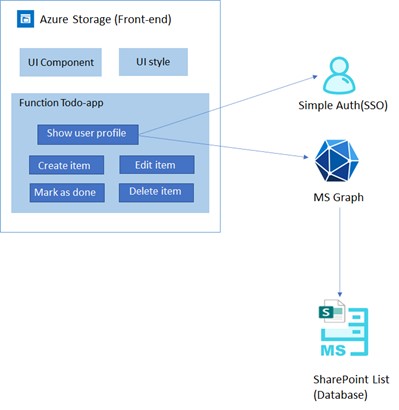 Azure Storage (Front-end)
UI Component
UI style
Function Todo-app
Show user profile
Create item
Edit item
Mark as done
Delete item
Simple Auth(SSO)
MS Graph
S
MS
SharePoint List
(Database)